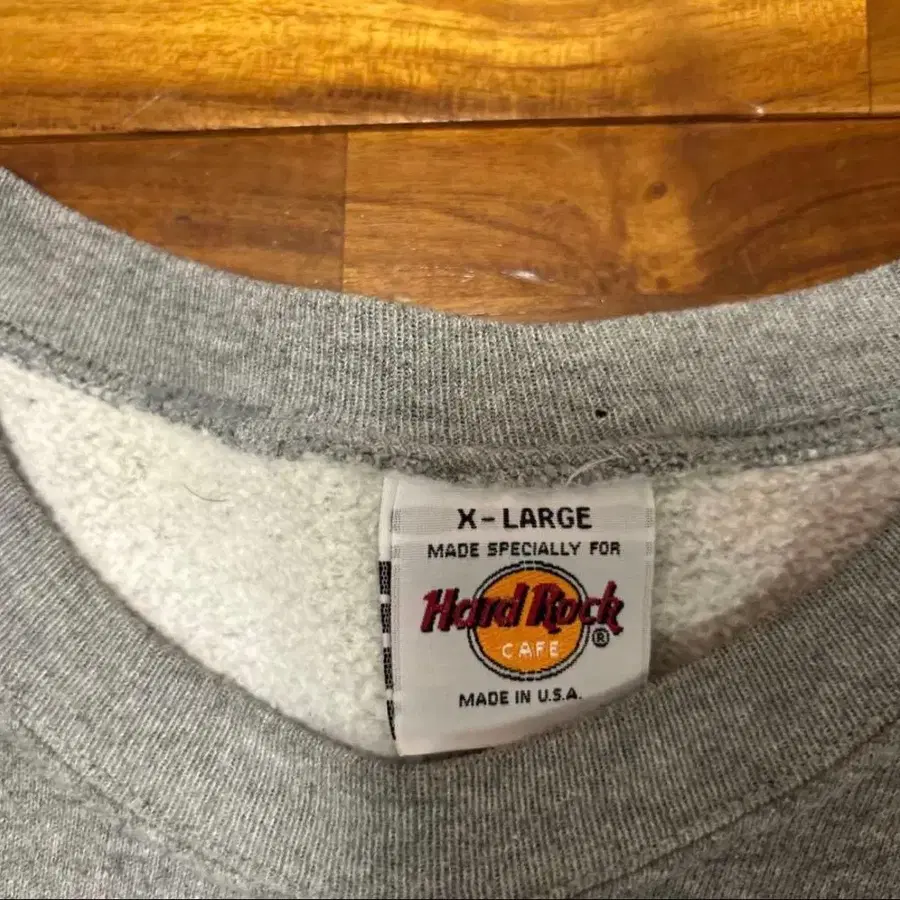 X-LARGE
MADE SPECIALLY FOR
Hard Rock
CAFE ®
MADE IN U.S.A.